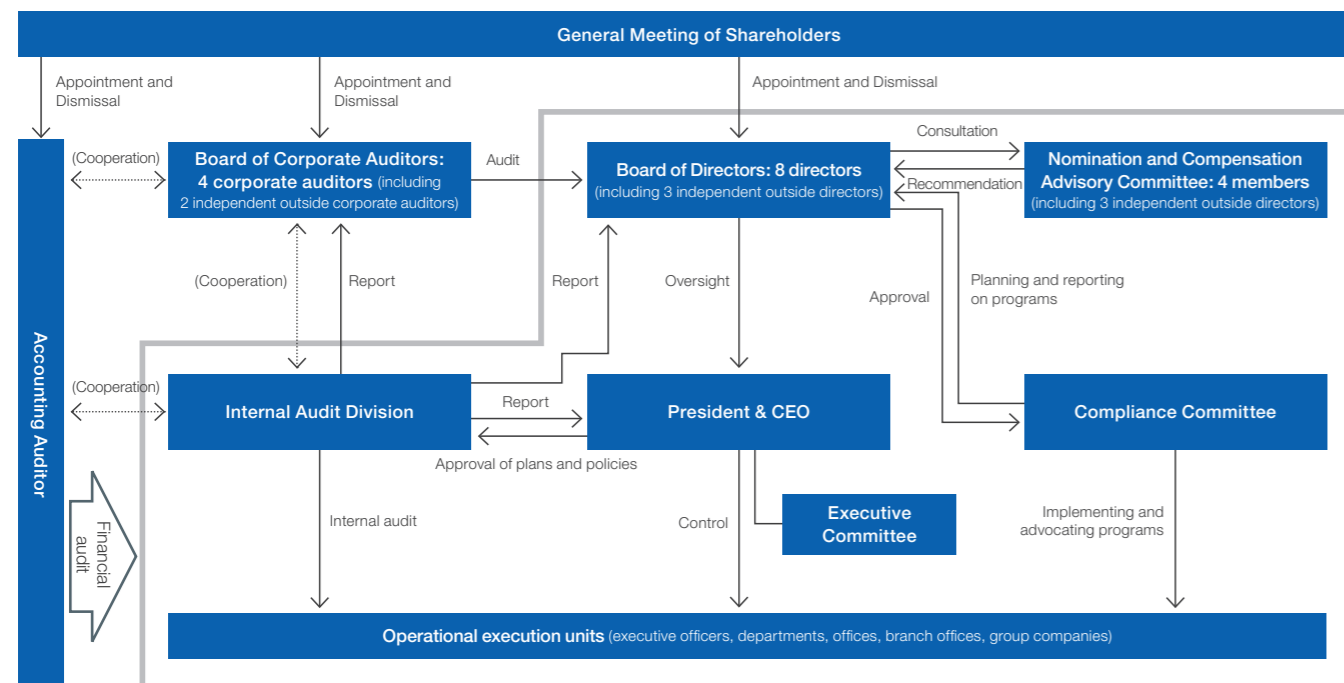 General Meeting of Shareholders
Appointment and
Dismissal
Appointment and
Dismissal
Appointment and Dismissal
(Cooperation)
Board of Corporate Auditors:
4 corporate auditors (including
2 independent outside corporate auditors)
Audit
Board of Directors: 8 directors
(including 3 independent outside directors)
Consultation
Recommendation
Nomination and Compensation
Advisory Committee: 4 members
(including 3 independent outside directors)
(Cooperation)
Report
Report
Oversight
Approval
Planning and reporting
on programs
Accounting Auditor
(Cooperation)
Internal Audit Division
Report
Approval of plans and policies
President & CEO
Compliance Committee
Financial
audit
Internal audit
Control
Executive
Committee
Implementing and
advocating programs
Operational execution units (executive officers, departments, offices, branch offices, group companies)